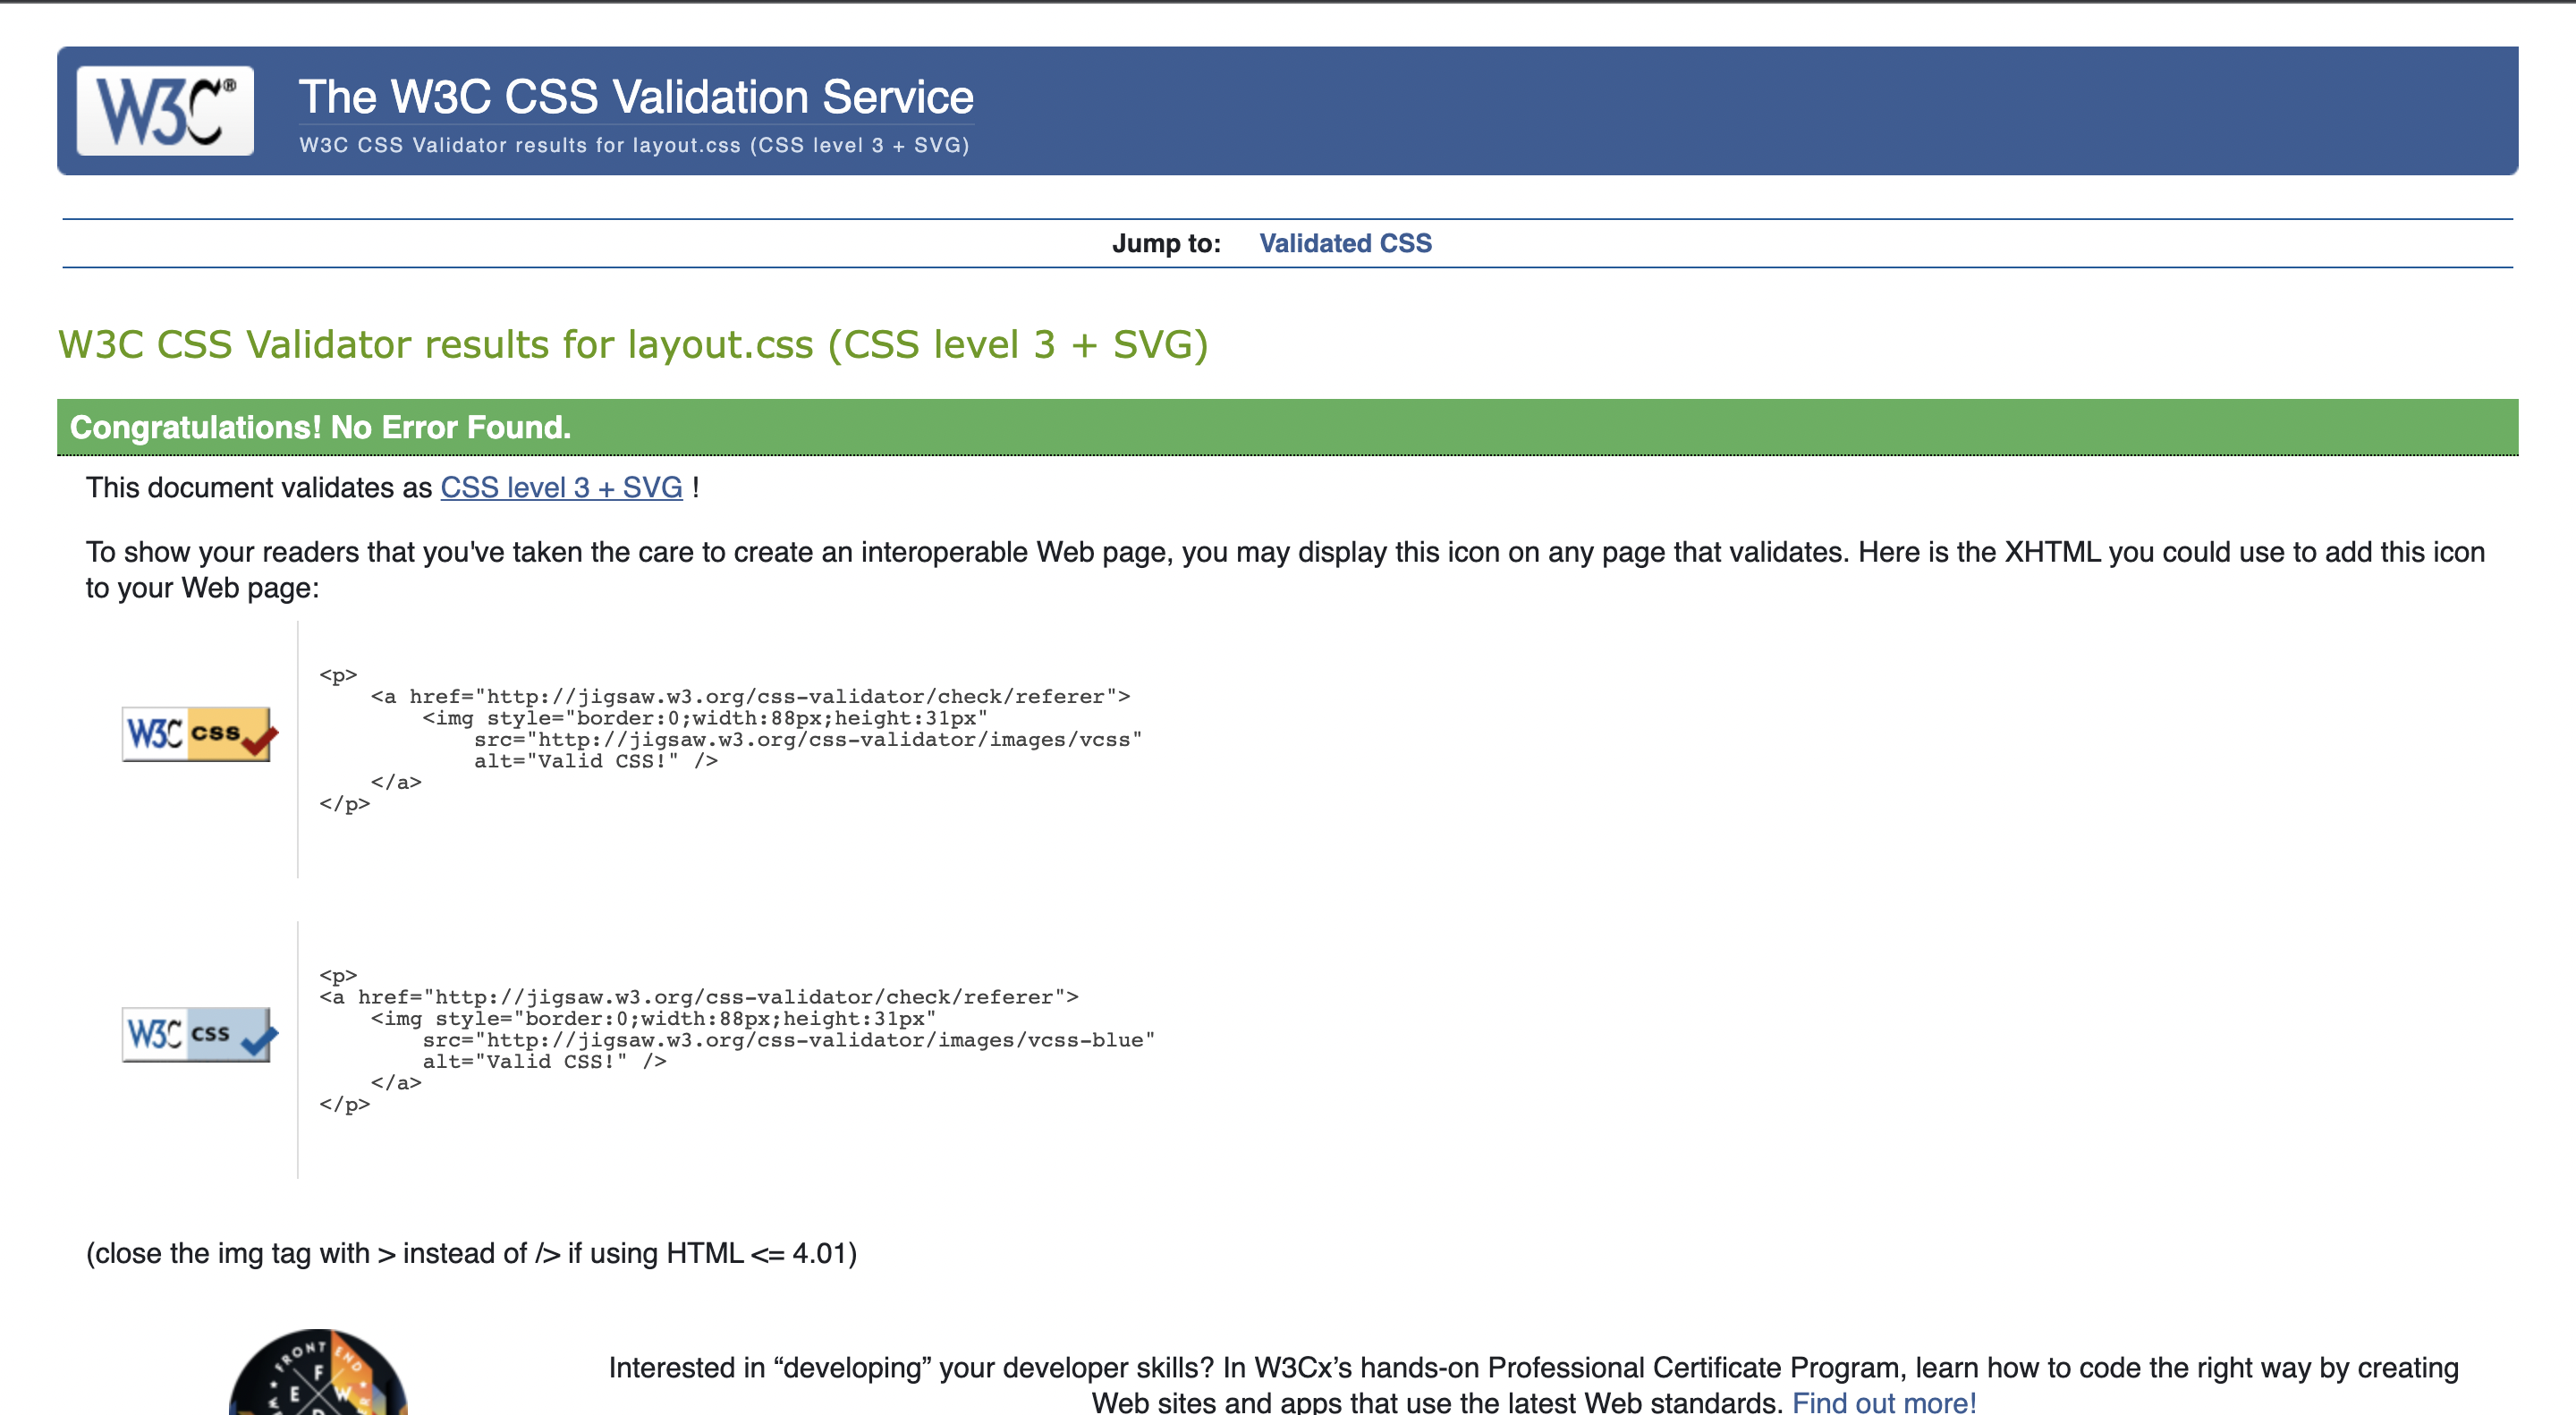 W3C®
The W3C CSS Validation Service
W3C CSS Validator results for layout.css (CSS level 3 + SVG)
Jump to: Validated CSS
W3C CSS Validator results for layout.css (CSS level 3 + SVG)
Congratulations! No Error Found.
This document validates as CSS level 3 + SVG !
To show your readers that you've taken the care to create an interoperable Web page, you may display this icon on any page that validates. Here is the XHTML you could use to add this icon
to your Web page:
W3C css
<p>
    <a href="http://jigsaw.w3.org/css-validator/check/referer">
        <img style="border:0;width:88px;height:31px"
            src="http://jigsaw.w3.org/css-validator/images/vcss"
            alt="Valid CSS!" />
    </a>
</p>
W3C css
<p>
<a href="http://jigsaw.w3.org/css-validator/check/referer">
    <img style="border:0;width:88px;height:31px"
        src="http://jigsaw.w3.org/css-validator/images/vcss-blue"
        alt="Valid CSS!" />
    </a>
</p>
(close the img tag with > instead of /> if using HTML <= 4.01)
FRONT END
F
E W
D
Interested in “developing” your developer skills? In W3Cx’s hands-on Professional Certificate Program, learn how to code the right way by creating
Web sites and apps that use the latest Web standards. Find out more!